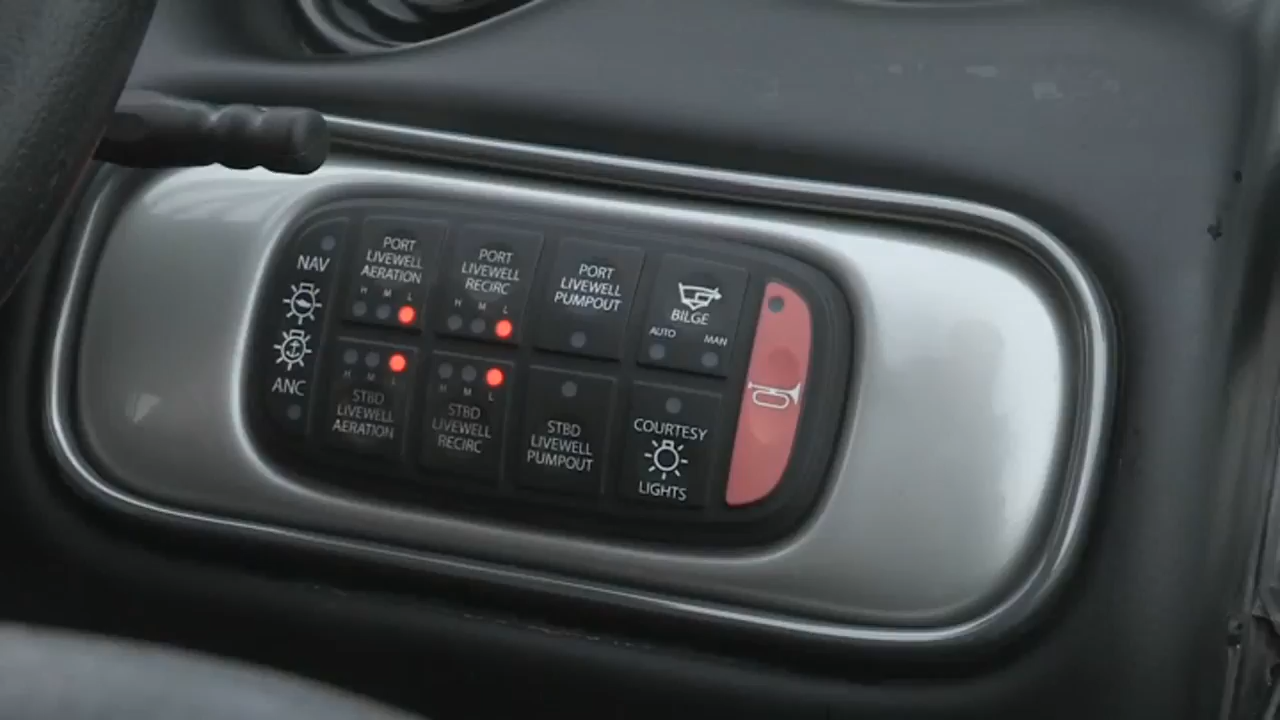 NAV
ANC
PORT
LIVEWELL
AERATION
H M L
PORT
LIVEWELL
RECIRC
H M L
PORT
LIVEWELL
PUMPOUT
BILGE
AUTO MAN
H M L
STBD
LIVEWELL
AERATION
H M L
STBD
LIVEWELL
RECIRC
STBD
LIVEWELL
PUMPOUT
COURTESY
LIGHTS